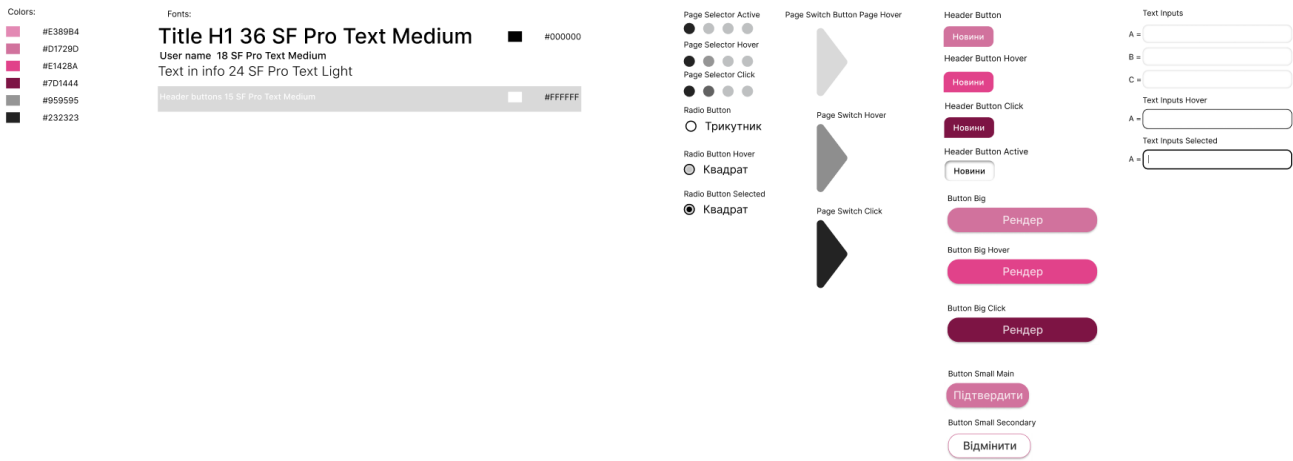 Colors:
#E389B4
#D1729D
#E1428A
#7D1444
#959595
#232323
Fonts:
Title H1 36 SF Pro Text Medium
#000000
User name 18 SF Pro Text Medium
Text in info 24 SF Pro Text Light
Header buttons 15 SF Pro Text Medium
#FFFFFF
Page Selector Active
Page Selector Hover
Page Selector Click
Radio Button
Трикутник
Radio Button Hover
Квадрат
Radio Button Selected
Квадрат
Page Switch Button Page Hover
Page Switch Hover
Page Switch Click
Header Button
Новини
Header Button Hover
Новини
Header Button Click
Новини
Header Button Active
Новини
Button Big
Рендер
Button Big Hover
Рендер
Button Big Click
Рендер
Button Small Main
Підтвердити
Button Small Secondary
Відмінити
Text Inputs
A =
B =
C =
Text Inputs Hover
A =
Text Inputs Selected
A =